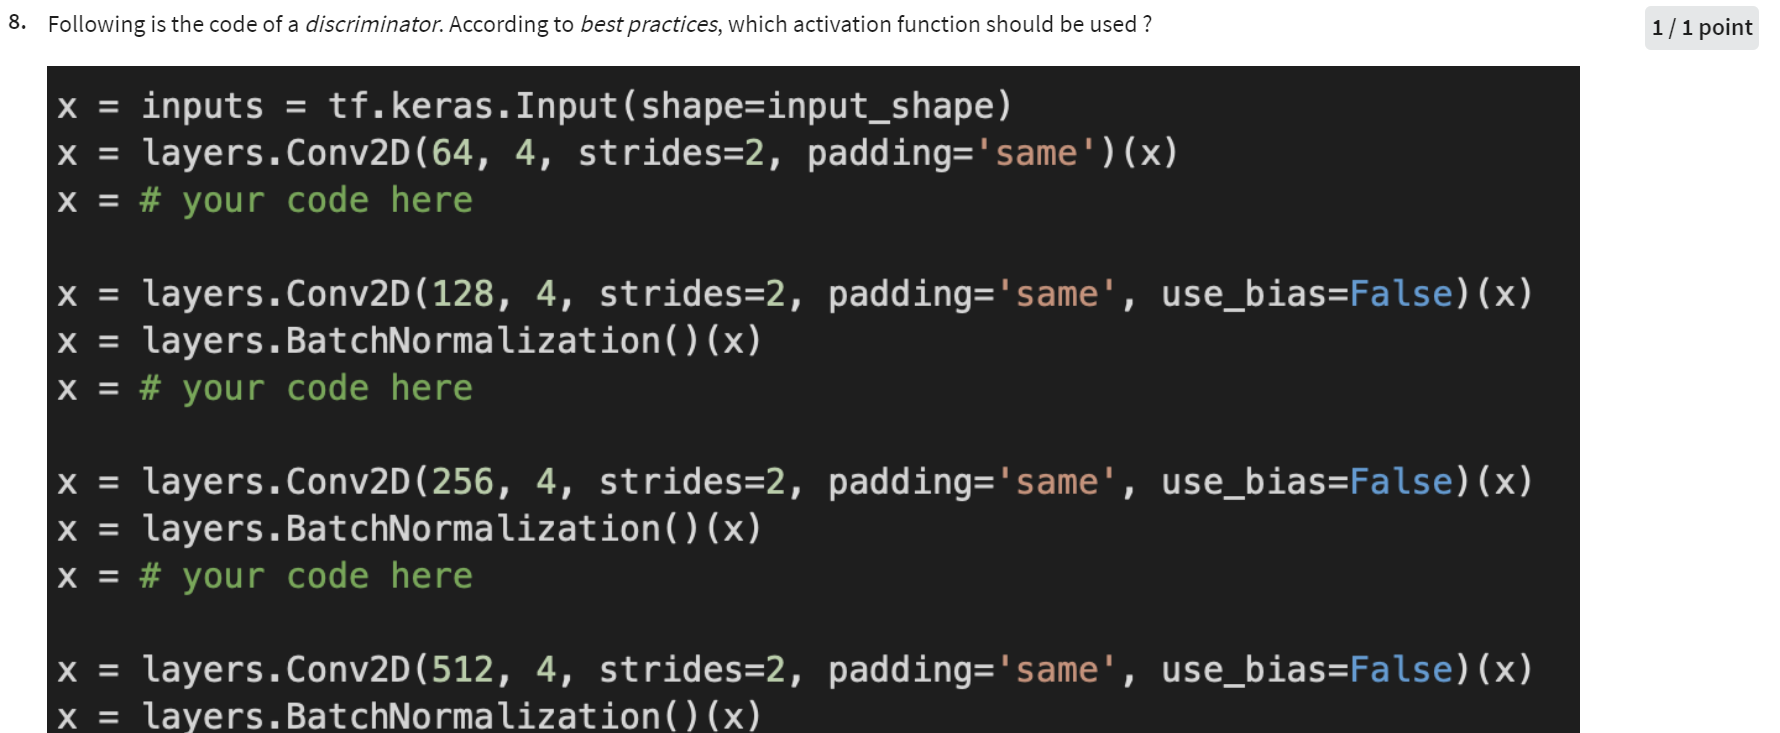 8. Following is the code of a discriminator. According to best practices, which activation function should be used ?
1 / 1 point
x = inputs = tf.keras.Input(shape=input_shape)
x = layers.Conv2D(64, 4, strides=2, padding='same')(x)
x = # your code here
x = layers.Conv2D(128, 4, strides=2, padding='same', use_bias=False)(x)
x = layers.BatchNormalization()(x)
x = # your code here
x = layers.Conv2D(256, 4, strides=2, padding='same', use_bias=False)(x)
x = layers.BatchNormalization()(x)
x = # your code here
x = layers.Conv2D(512, 4, strides=2, padding='same', use_bias=False)(x)
x = layers.BatchNormalization()(x)